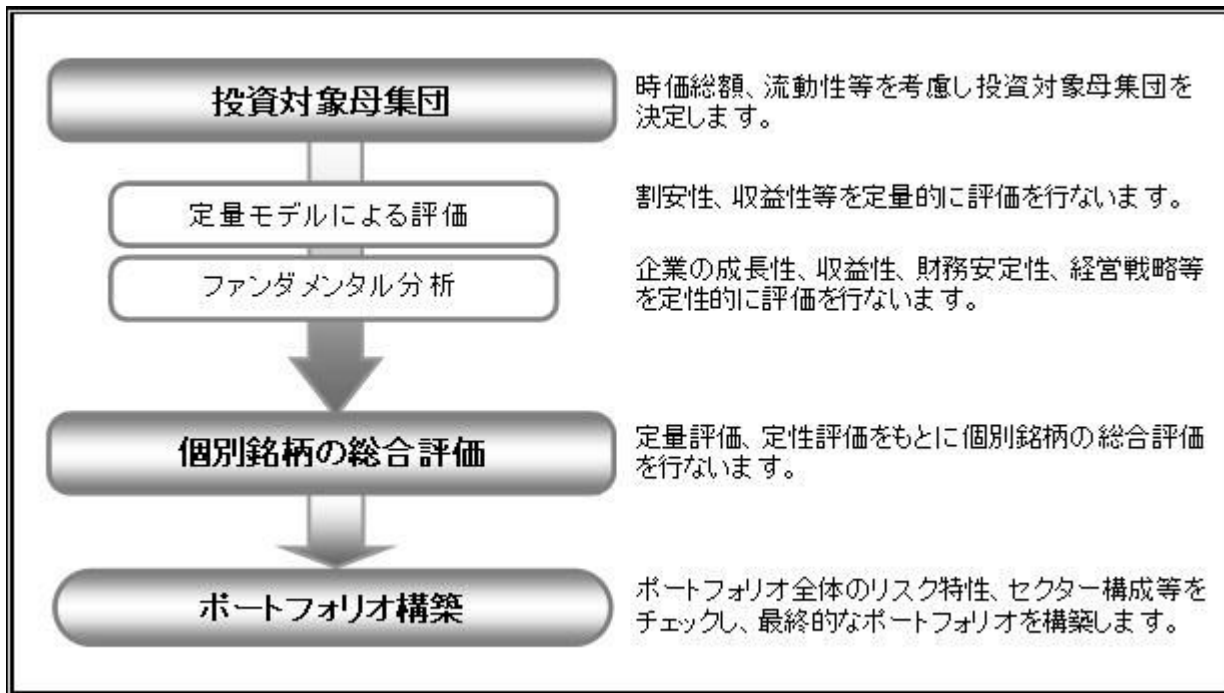 投資対象母集団
時価総額、流動性等を考慮し投資対象母集団を
決定します。
定量モデルによる評価
割安性、収益性等を定量的に評価を行ないます。
ファンダメンタル分析
企業の成長性、収益性、財務安定性、経営戦略等
を定性的に評価を行ないます。
個別銘柄の総合評価
定量評価、定性評価をもとに個別銘柄の総合評価
を行ないます。
ポートフォリオ構築
ポートフォリオ全体のリスク特性、セクター構成等を
チェックし、最終的なポートフォリオを構築します。